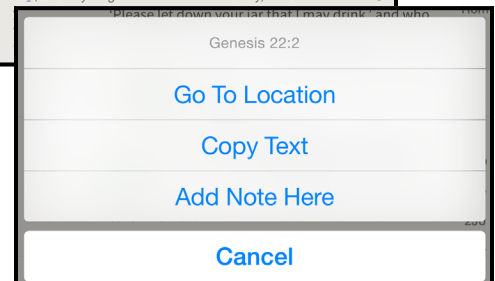 'Please let down your jar that I may drink,' and who
Genesis 22:2
Go To Location
Copy Text
Add Note Here
Cancel